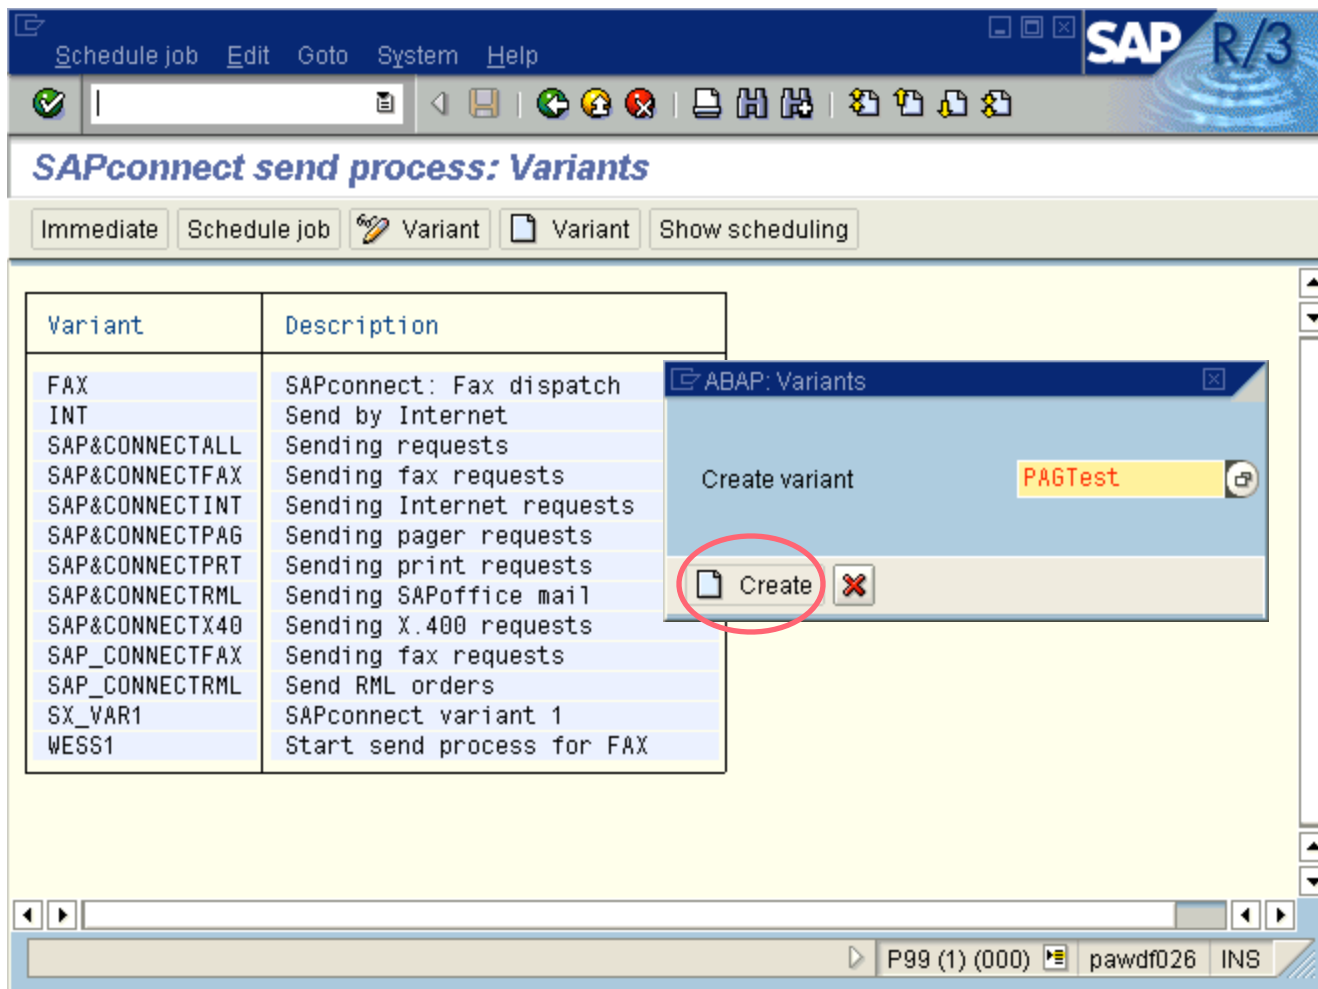 Schedule job Edit Goto System Help
SAP R/3
SAPconnect send process: Variants
Immediate Schedule job Variant Variant Show scheduling
Variant Description
FAX SAPconnect: Fax dispatch
INT Send by Internet
SAP&CONNECTALL Sending requests
SAP&CONNECTFAX Sending fax requests
SAP&CONNECTINT Sending Internet requests
SAP&CONNECTPAG Sending pager requests
SAP&CONNECTPRT Sending print requests
SAP&CONNECTRML Sending SAPoffice mail
SAP&CONNECTX40 Sending X.400 requests
SAP_CONNECTFAX Sending fax requests
SAP_CONNECTRML Send RML orders
SX_VAR1 SAPconnect variant 1
WESS1 Start send process for FAX
ABAP: Variants
Create variant PAGTest
Create
P99 (1) (000) pawdf026 INS